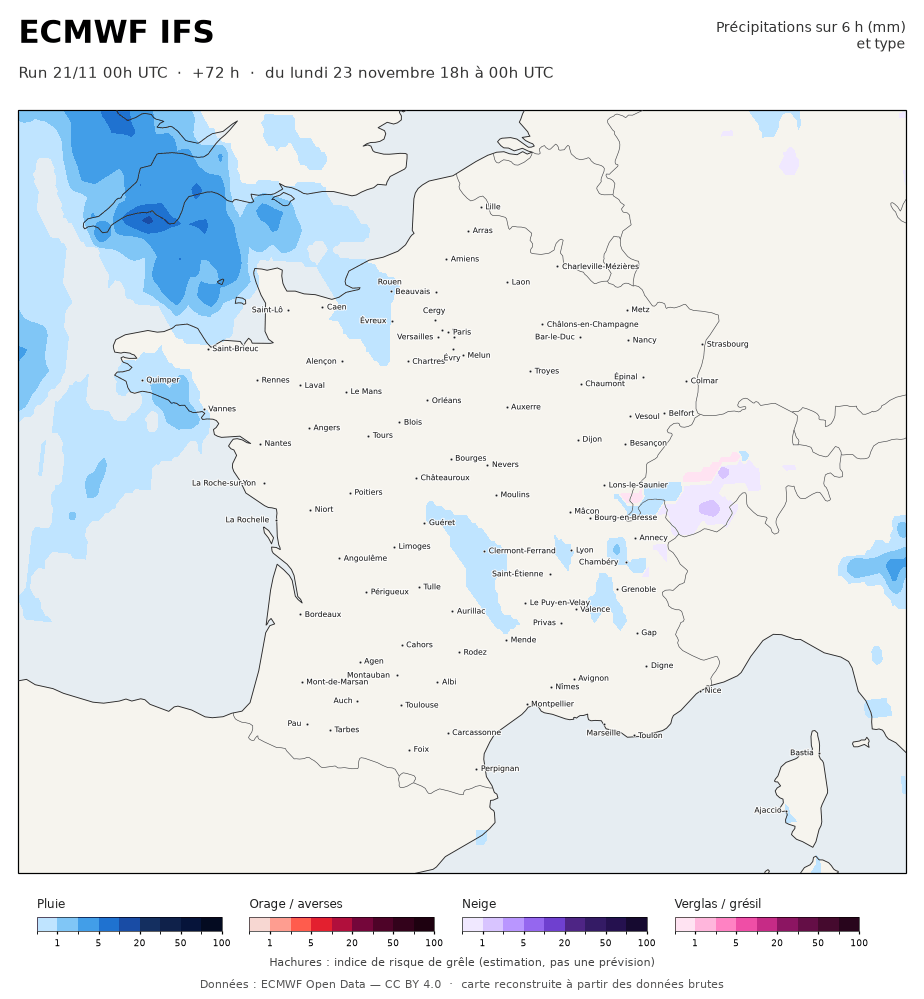 ECMWF IFS
Précipitations sur 6 h (mm)
et type
Run 21/11 00h UTC · +72 h · du lundi 23 novembre 18h à 00h UTC
Lille
Arras
Amiens
Charleville-Mézières
Rouen
Beauvais
Laon
Saint-Lô
Caen
Cergy
Metz
Évreux
Châlons-en-Champagne
Versailles
Paris
Bar-le-Duc
Nancy
Strasbourg
Saint-Brieuc
Évry
Melun
Alençon
Chartres
Troyes
Épinal
Quimper
Rennes
Laval
Chaumont
Colmar
Le Mans
Orléans
Vannes
Auxerre
Vesoul
Belfort
Angers
Blois
Tours
Dijon
Besançon
Nantes
Bourges
Nevers
Châteauroux
La Roche-sur-Yon
Lons-le-Saunier
Poitiers
Moulins
Niort
Mâcon
Bourg-en-Bresse
La Rochelle
Guéret
Annecy
Limoges
Clermont-Ferrand
Lyon
Angoulême
Chambéry
Saint-Étienne
Tulle
Périgueux
Grenoble
Le Puy-en-Velay
Valence
Bordeaux
Aurillac
Privas
Gap
Mende
Cahors
Rodez
Agen
Digne
Montauban
Mont-de-Marsan
Albi
Avignon
Nîmes
Nice
Auch
Toulouse
Montpellier
Pau
Tarbes
Carcassonne
Marseille
Toulon
Foix
Bastia
Perpignan
Ajaccio
Pluie
Orage / averses
Neige
Verglas / grésil
1 5 20 50 100
1 5 20 50 100
1 5 20 50 100
1 5 20 50 100
Hachures : indice de risque de grêle (estimation, pas une prévision)
Données : ECMWF Open Data — CC BY 4.0 · carte reconstruite à partir des données brutes